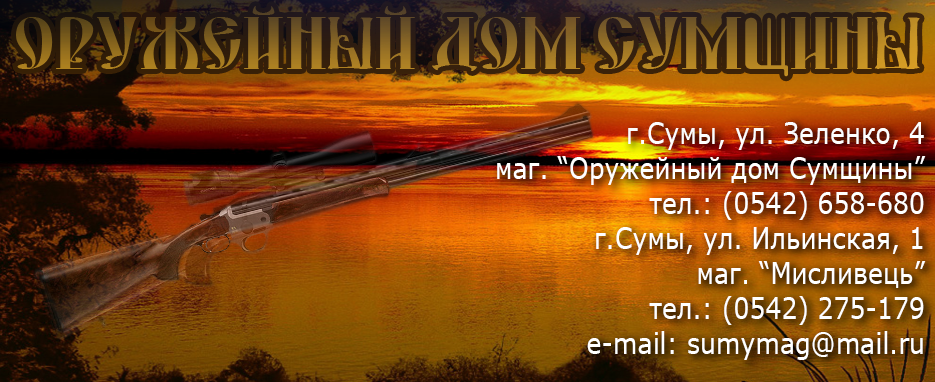 ОРУЖЕЙНЫЙ ДОМ СУМЩИНЫ
г.Сумы, ул. Зеленко, 4
маг. “Оружейный дом Сумщины”
тел.: (0542) 658-680
г.Сумы, ул. Ильинская, 1
маг. “Мисливець”
тел.: (0542) 275-179
e-mail: sumymag@mail.ru